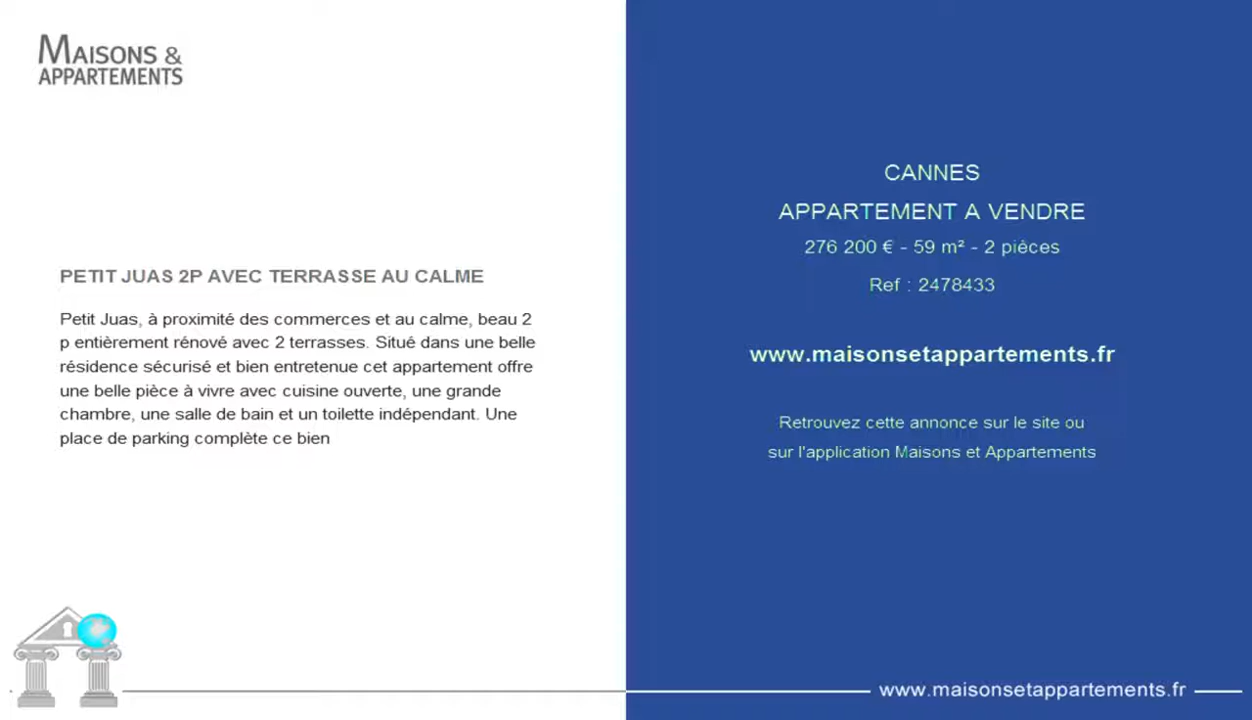 MAISONS &
APPARTEMENTS
PETIT JUAS 2P AVEC TERRASSE AU CALME
Petit Juas, à proximité des commerces et au calme, beau 2
p entièrement rénové avec 2 terrasses. Situé dans une belle
résidence sécurisé et bien entretenue cet appartement offre
une belle pièce à vivre avec cuisine ouverte, une grande
chambre, une salle de bain et un toilette indépendant. Une
place de parking complète ce bien
CANNES
APPARTEMENT A VENDRE
276 200 € - 59 m² - 2 pièces
Ref : 2478433
www.maisonsetappartements.fr
Retrouvez cette annonce sur le site ou
sur l'application Maisons et Appartements
www.maisonsetappartements.fr